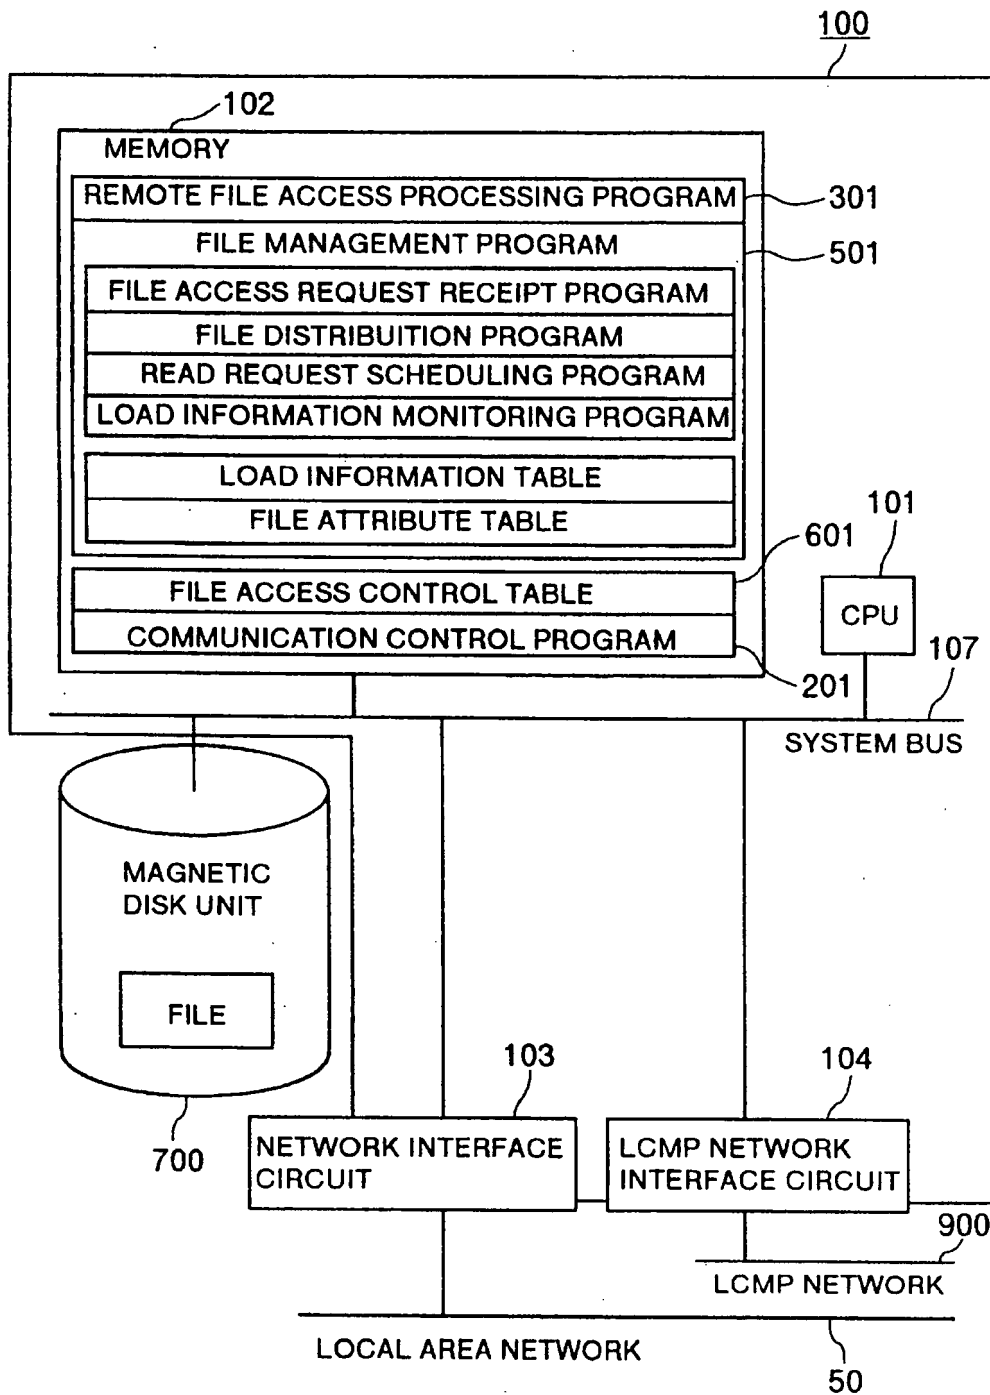 100
102
MEMORY
REMOTE FILE ACCESS PROCESSING PROGRAM
301
FILE MANAGEMENT PROGRAM
501
FILE ACCESS REQUEST RECEIPT PROGRAM
FILE DISTRIBUITION PROGRAM
READ REQUEST SCHEDULING PROGRAM
LOAD INFORMATION MONITORING PROGRAM
LOAD INFORMATION TABLE
FILE ATTRIBUTE TABLE
601
101
FILE ACCESS CONTROL TABLE
CPU
COMMUNICATION CONTROL PROGRAM
201
107
SYSTEM BUS
MAGNETIC
DISK UNIT
FILE
700
103
104
NETWORK INTERFACE
CIRCUIT
LCMP NETWORK
INTERFACE CIRCUIT
900
LCMP NETWORK
LOCAL AREA NETWORK
50